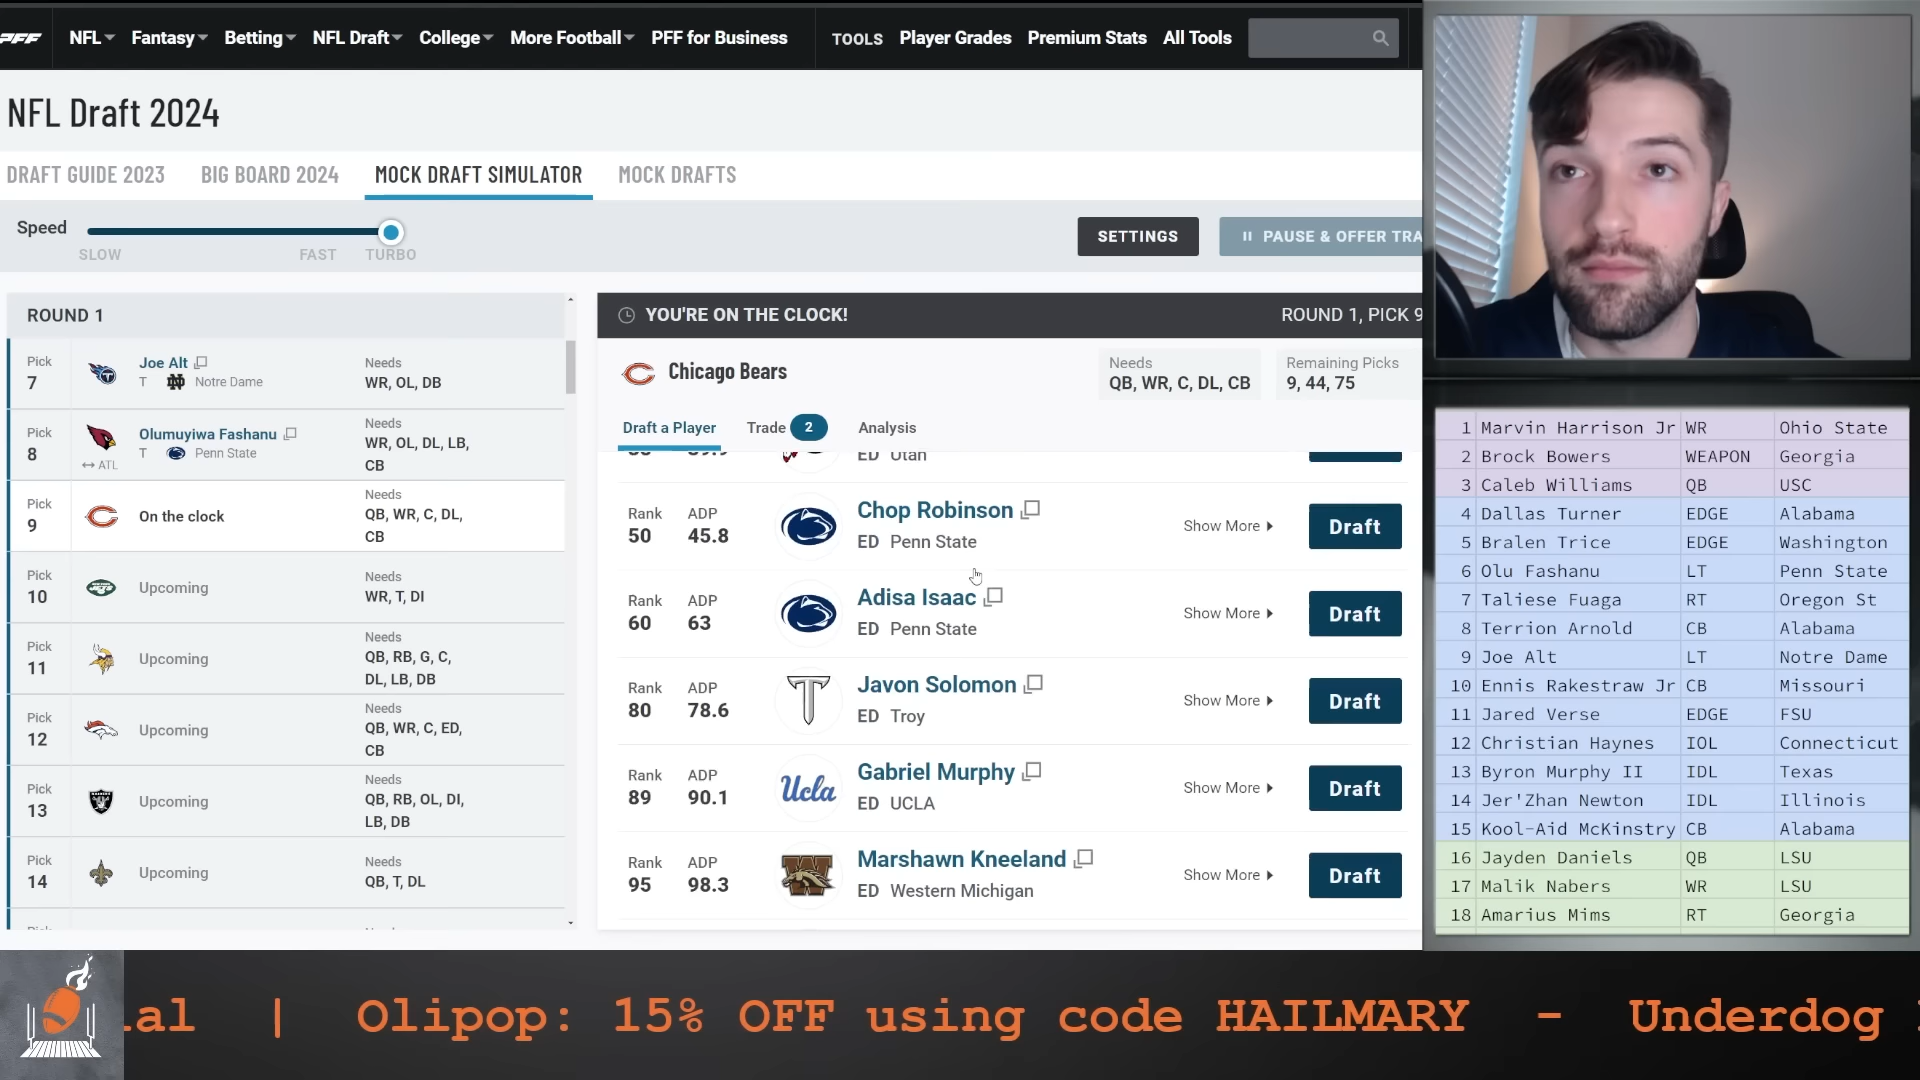 PFF
NFL
Fantasy
Betting
NFL Draft
College
More Football
PFF for Business
TOOLS
Player Grades
Premium Stats
All Tools
NFL Draft 2024
DRAFT GUIDE 2023
BIG BOARD 2024
MOCK DRAFT SIMULATOR
MOCK DRAFTS
Speed
SLOW
FAST
TURBO
SETTINGS
PAUSE & OFFER TRA
ROUND 1
Pick 7
Joe Alt
T Notre Dame
Needs
WR, OL, DB
Pick 8
ATL
Olumuyiwa Fashanu
T Penn State
Needs
WR, OL, DL, LB,
CB
Pick 9
On the clock
Needs
QB, WR, C, DL,
CB
Pick 10
Upcoming
Needs
WR, T, DI
Pick 11
Upcoming
Needs
QB, RB, G, C,
DL, LB, DB
Pick 12
Upcoming
Needs
QB, WR, C, ED,
CB
Pick 13
Upcoming
Needs
QB, RB, OL, DI,
LB, DB
Pick 14
Upcoming
Needs
QB, T, DL
YOU'RE ON THE CLOCK!
ROUND 1, PICK 9
Chicago Bears
Needs
QB, WR, C, DL, CB
Remaining Picks
9, 44, 75
Draft a Player
Trade 2
Analysis
ED Utah
Rank 50
ADP 45.8
Chop Robinson
ED Penn State
Show More
Draft
Rank 60
ADP 63
Adisa Isaac
ED Penn State
Show More
Draft
Rank 80
ADP 78.6
Javon Solomon
ED Troy
Show More
Draft
Rank 89
ADP 90.1
Ucla
Gabriel Murphy
ED UCLA
Show More
Draft
Rank 95
ADP 98.3
Marshawn Kneeland
ED Western Michigan
Show More
Draft
1 Marvin Harrison Jr WR Ohio State
2 Brock Bowers WEAPON Georgia
3 Caleb Williams QB USC
4 Dallas Turner EDGE Alabama
5 Bralen Trice EDGE Washington
6 Olu Fashanu LT Penn State
7 Taliese Fuaga RT Oregon St
8 Terrion Arnold CB Alabama
9 Joe Alt LT Notre Dame
10 Ennis Rakestraw Jr CB Missouri
11 Jared Verse EDGE FSU
12 Christian Haynes IOL Connecticut
13 Byron Murphy II IDL Texas
14 Jer'Zhan Newton IDL Illinois
15 Kool-Aid McKinstry CB Alabama
16 Jayden Daniels QB LSU
17 Malik Nabers WR LSU
18 Amarius Mims RT Georgia
ial | Olipop: 15% OFF using code HAILMARY - Underdog